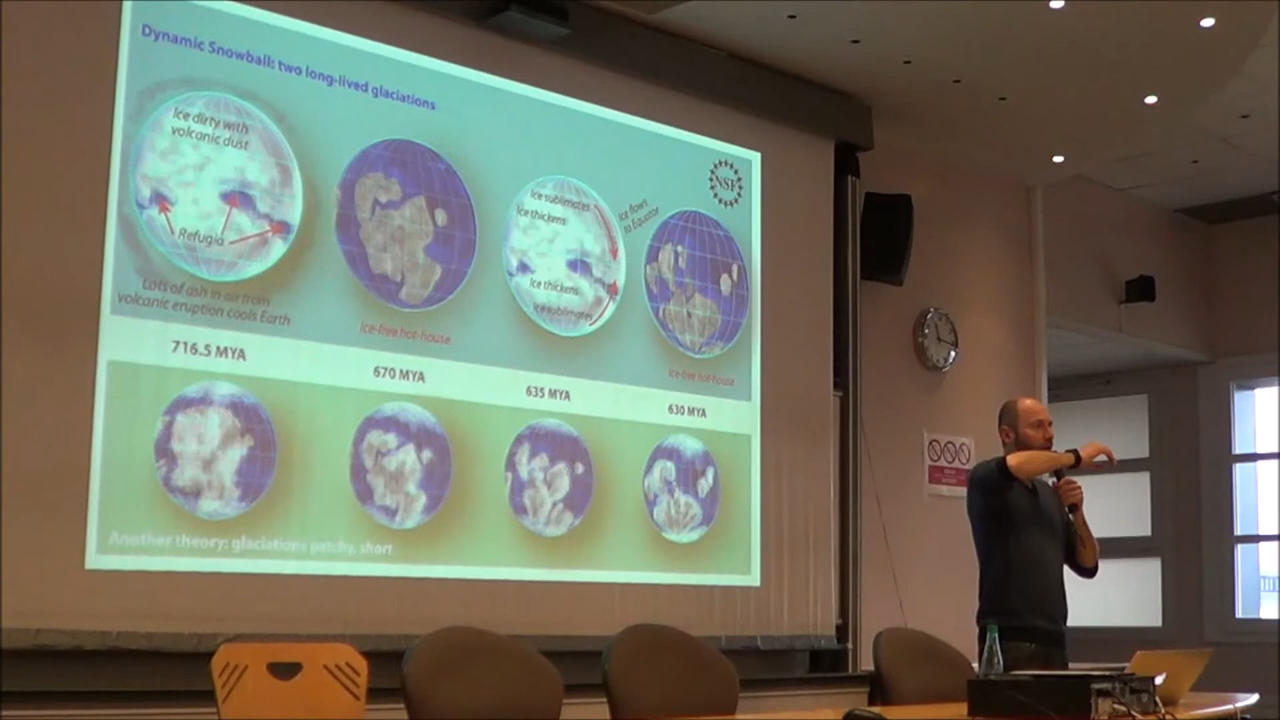 Dynamic Snowball: two long-lived glaciations
Ice dirty with
volcanic dust
Refugia
Lots of ash in air from
volcanic eruption cools Earth
Ice-free hot-house
Ice sublimates
Ice thickens
Ice flows
to Equator
Ice thickens
Ice sublimates
NSF
Ice-free hot-house
716.5 MYA
670 MYA
635 MYA
630 MYA
Another theory: glaciations patchy, short